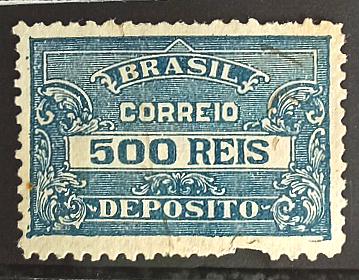 BRASIL
CORREIO
500 REIS
DEPOSITO